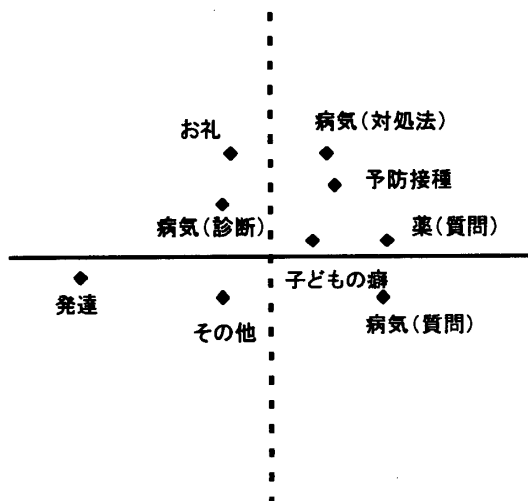 お礼
病気(対処法)
予防接種
病気(診断)
薬(質問)
子どもの癖
発達
その他
病気(質問)